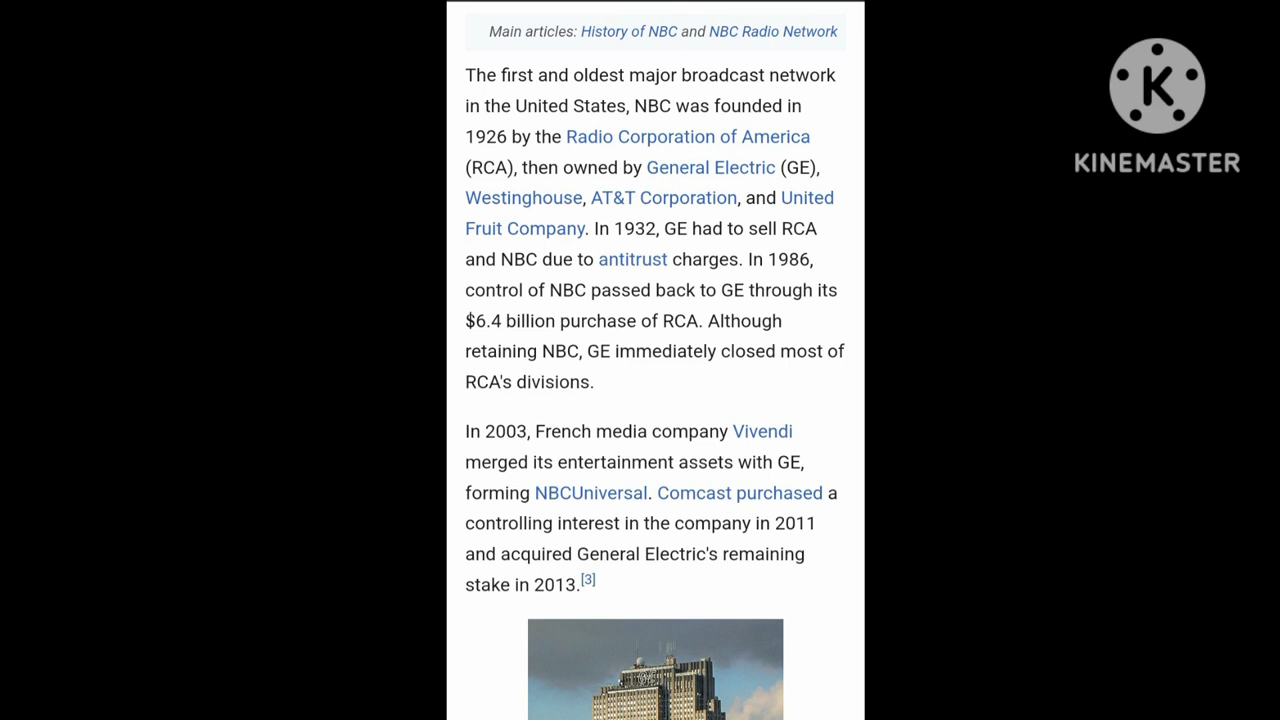 Main articles: History of NBC and NBC Radio Network
The first and oldest major broadcast network
in the United States, NBC was founded in
1926 by the Radio Corporation of America
(RCA), then owned by General Electric (GE),
Westinghouse, AT&T Corporation, and United
Fruit Company. In 1932, GE had to sell RCA
and NBC due to antitrust charges. In 1986,
control of NBC passed back to GE through its
$6.4 billion purchase of RCA. Although
retaining NBC, GE immediately closed most of
RCA's divisions.
In 2003, French media company Vivendi
merged its entertainment assets with GE,
forming NBCUniversal. Comcast purchased a
controlling interest in the company in 2011
and acquired General Electric's remaining
stake in 2013.[3]
K
KINEMASTER